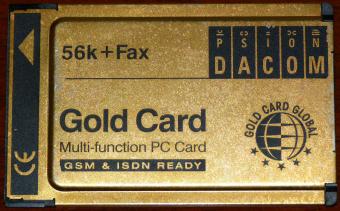 56k+Fax
PSION
DACOM
Gold Card
Multi-function PC Card
GSM & ISDN READY
GOLD CARD GLOBAL
CE